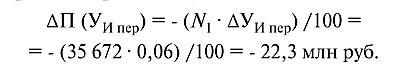 ΔП (У_И пер) = - (N_1 · ΔУ_И пер) /100 =
= - (35 672 · 0,06) /100 = - 22,3 млн руб.